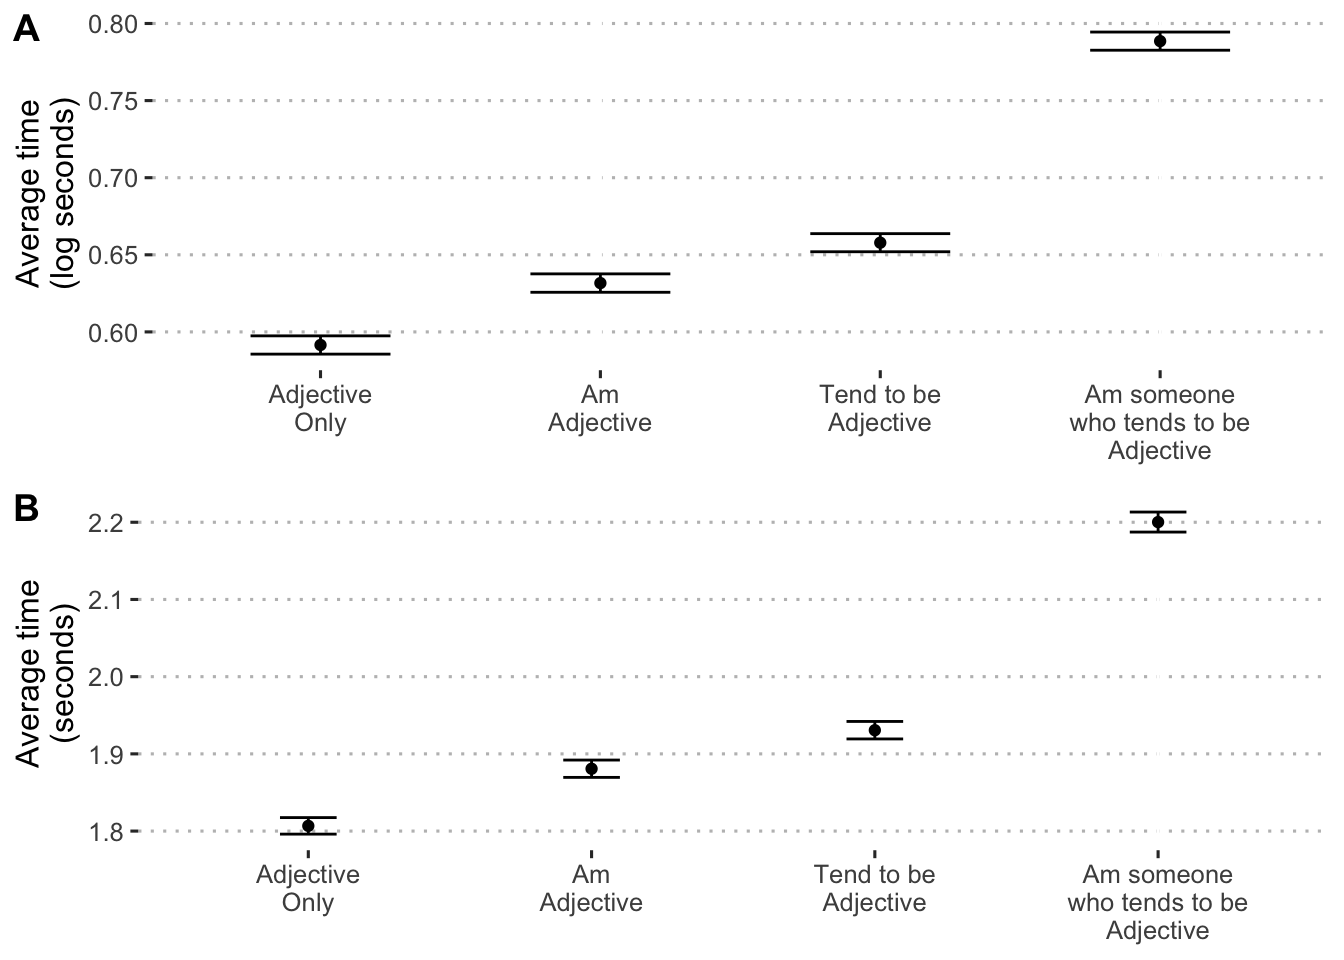 A
Average time
(log seconds)
0.80
0.75
0.70
0.65
0.60
Adjective
Only
Am
Adjective
Tend to be
Adjective
Am someone
who tends to be
Adjective
B
Average time
(seconds)
2.2
2.1
2.0
1.9
1.8
Adjective
Only
Am
Adjective
Tend to be
Adjective
Am someone
who tends to be
Adjective